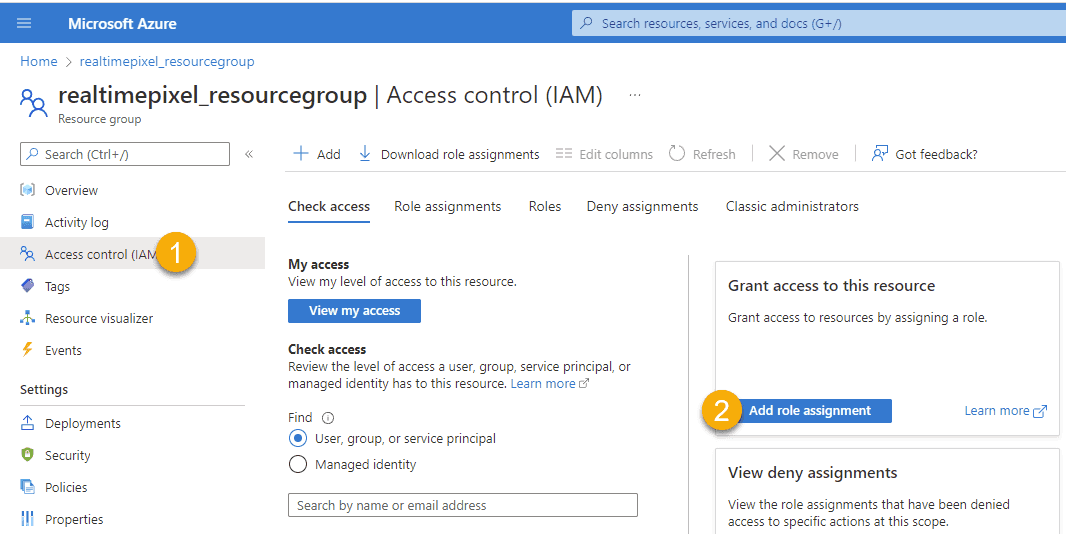 Microsoft Azure
Search resources, services, and docs (G+/)
Home > realtimepixel_resourcegroup
realtimepixel_resourcegroup | Access control (IAM) ...
Resource group
Search (Ctrl+/) «
Add Download role assignments Edit columns Refresh Remove Got feedback?
Overview
Activity log
Access control (IAM 1
Tags
Resource visualizer
Events
Settings
Deployments
Security
Policies
Properties
Check access Role assignments Roles Deny assignments Classic administrators
My access
View my level of access to this resource.
View my access
Check access
Review the level of access a user, group, service principal, or
managed identity has to this resource. Learn more
Find
User, group, or service principal
Managed identity
Search by name or email address
Grant access to this resource
Grant access to resources by assigning a role.
2 Add role assignment Learn more
View deny assignments
View the role assignments that have been denied
access to specific actions at this scope.